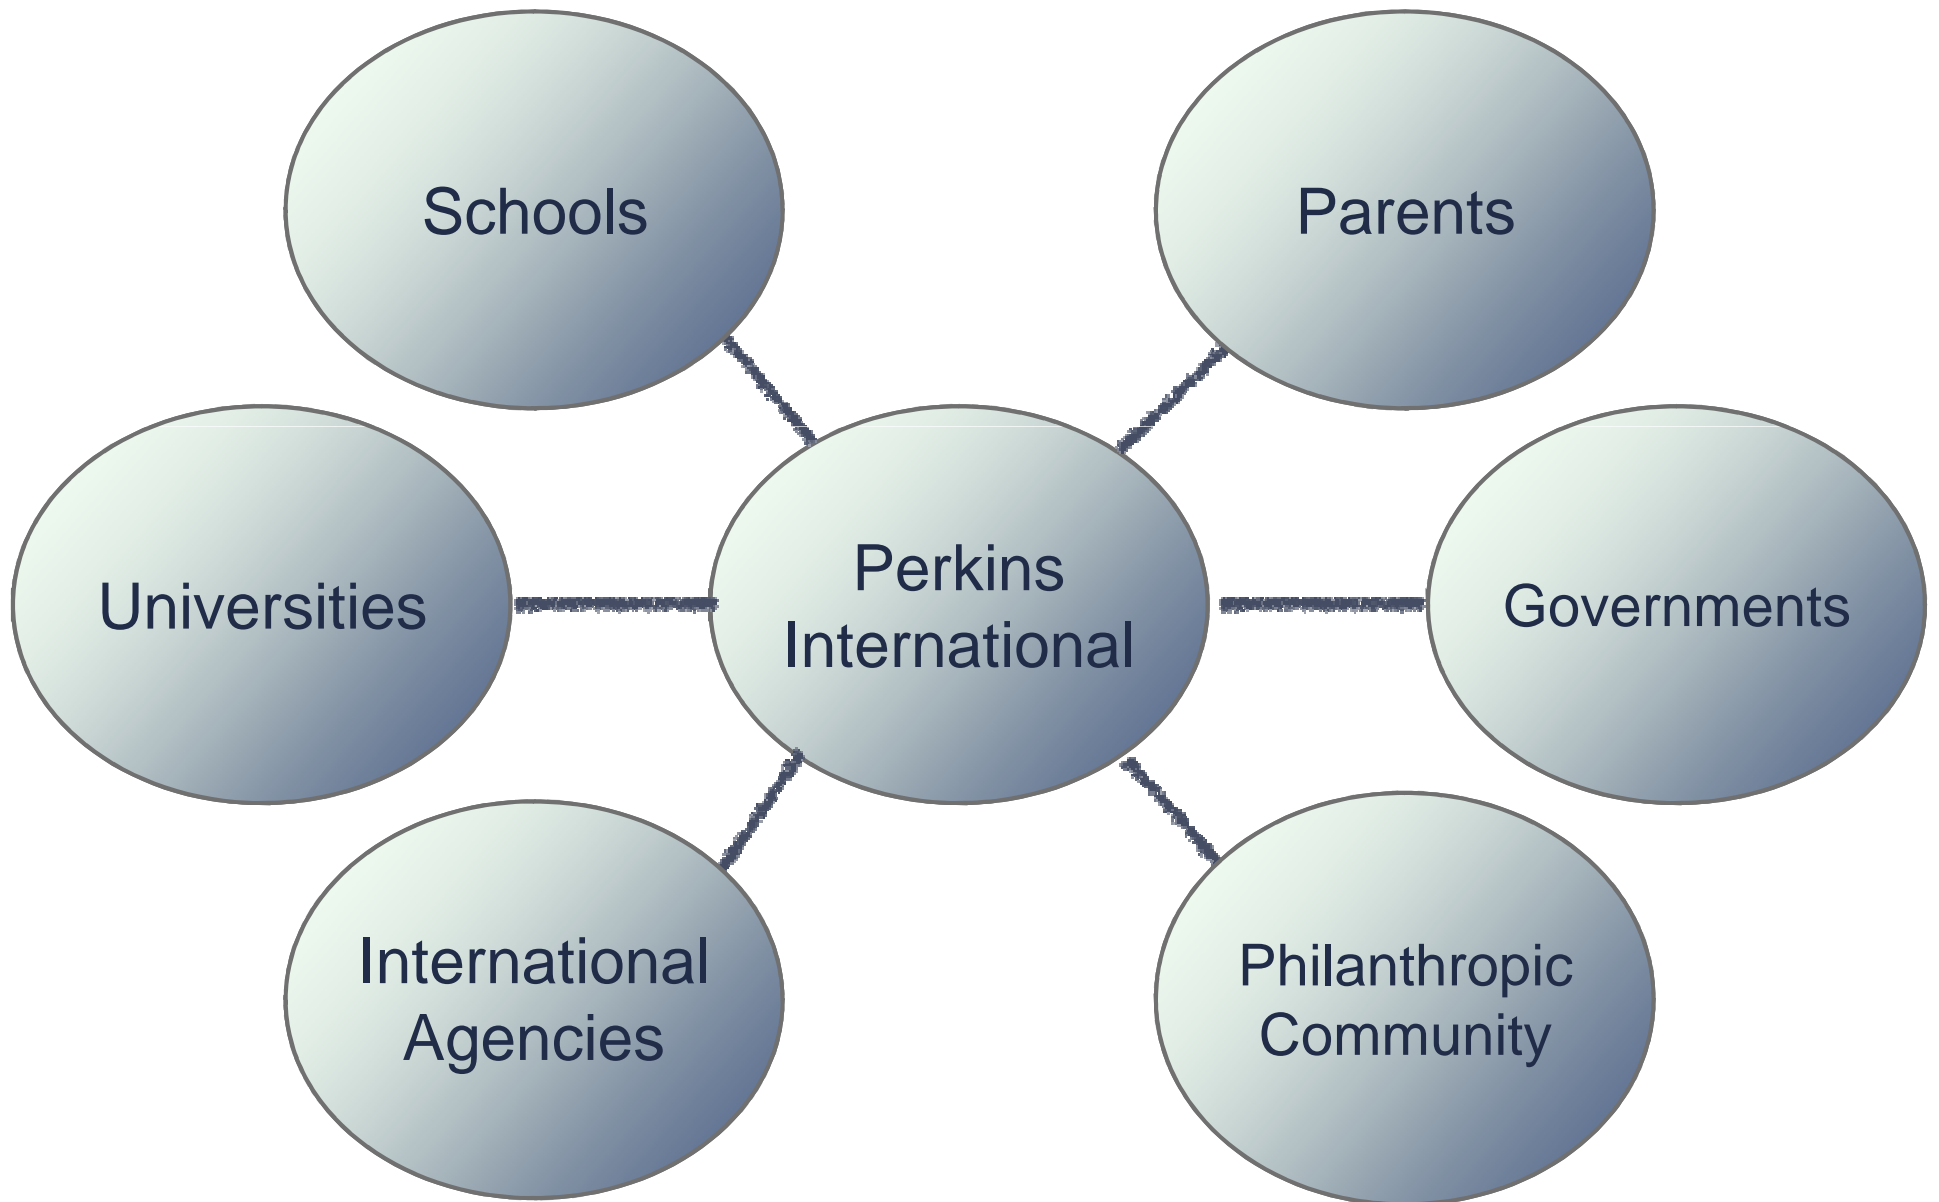 Schools
Parents
Universities
Perkins
International
Governments
International
Agencies
Philanthropic
Community